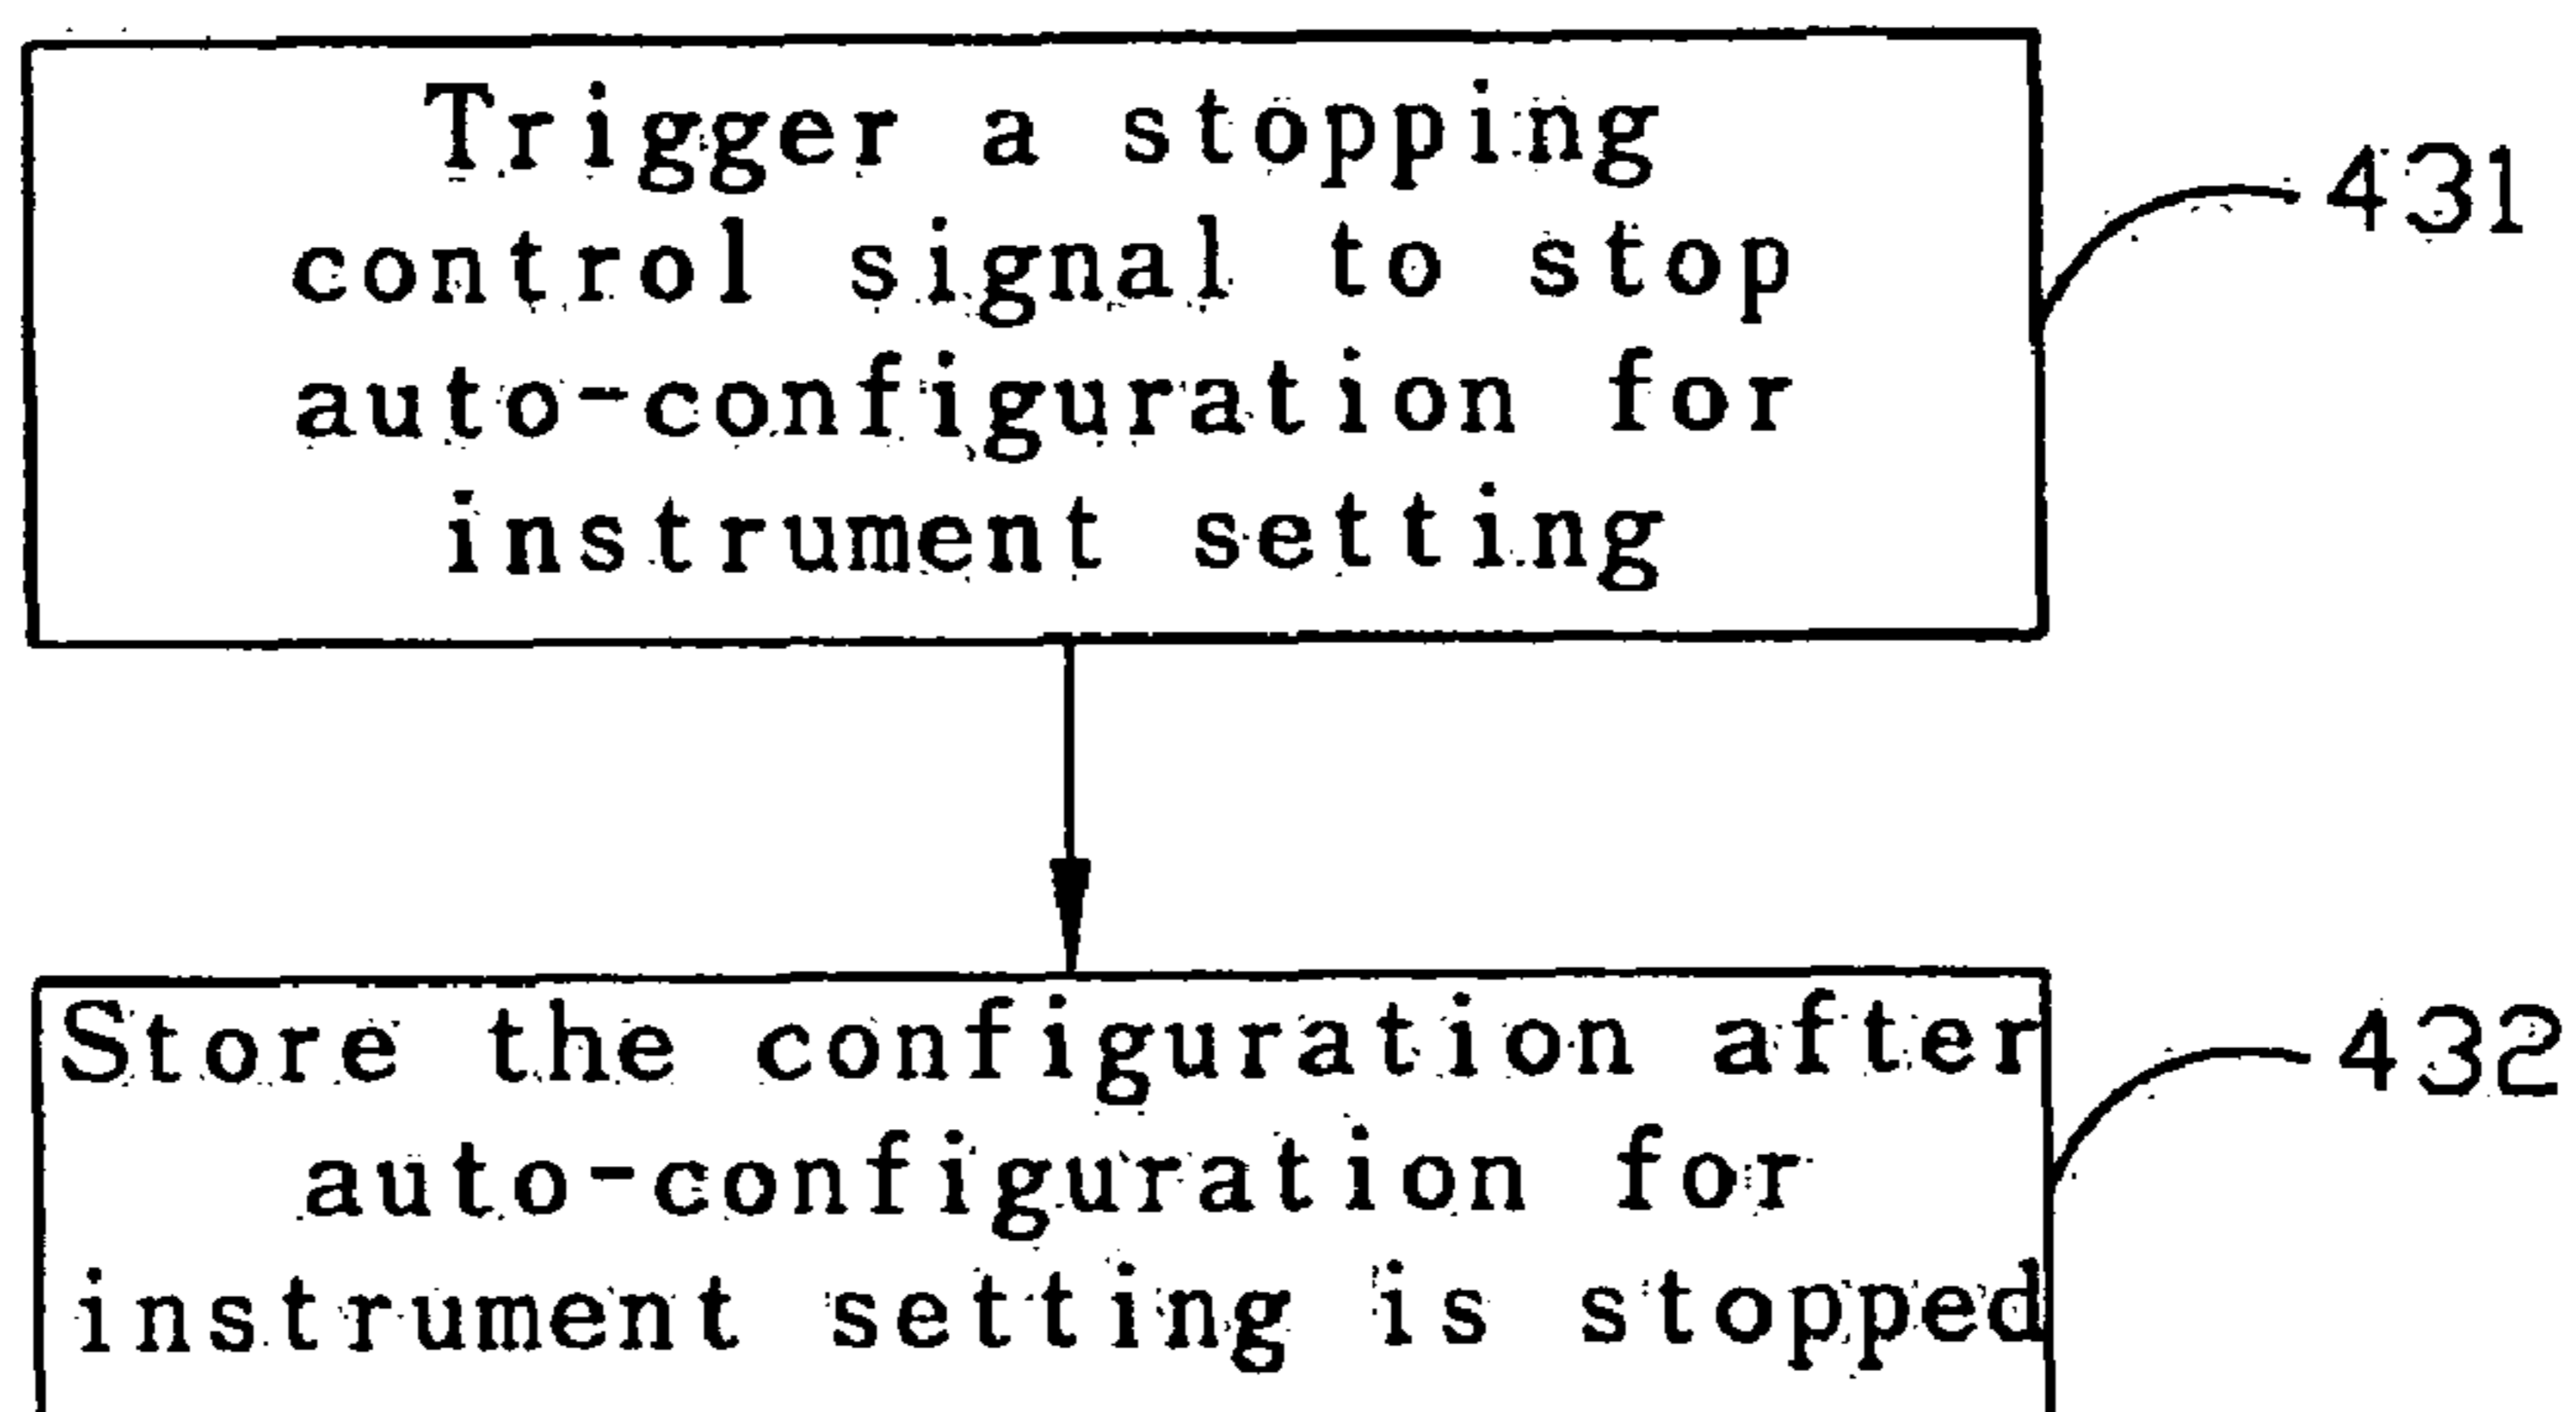 Trigger a stopping
control signal to stop
auto-configuration for
instrument setting
431
Store the configuration after
auto-configuration for
instrument setting is stopped
432